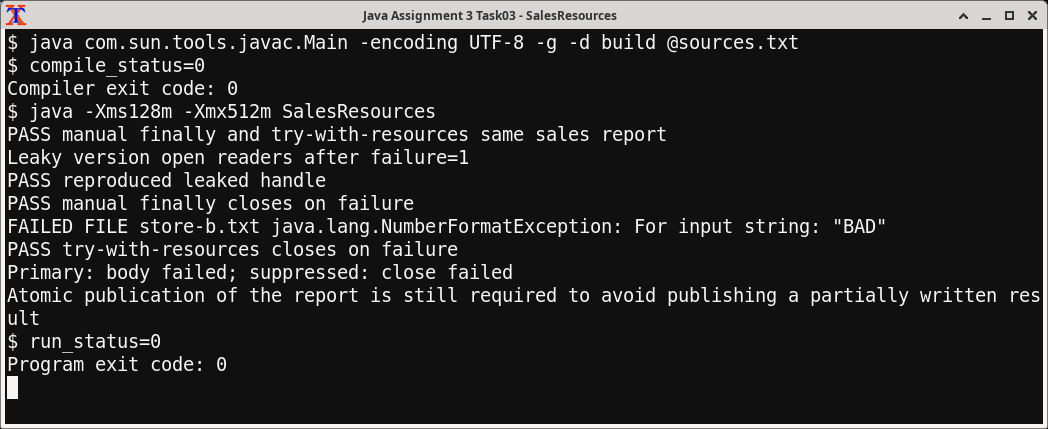 Java Assignment 3 Task03 - SalesResources
$ java com.sun.tools.javac.Main -encoding UTF-8 -g -d build @sources.txt
$ compile_status=0
Compiler exit code: 0
$ java -Xms128m -Xmx512m SalesResources
PASS manual finally and try-with-resources same sales report
Leaky version open readers after failure=1
PASS reproduced leaked handle
PASS manual finally closes on failure
FAILED FILE store-b.txt java.lang.NumberFormatException: For input string: "BAD"
PASS try-with-resources closes on failure
Primary: body failed; suppressed: close failed
Atomic publication of the report is still required to avoid publishing a partially written res
ult
$ run_status=0
Program exit code: 0